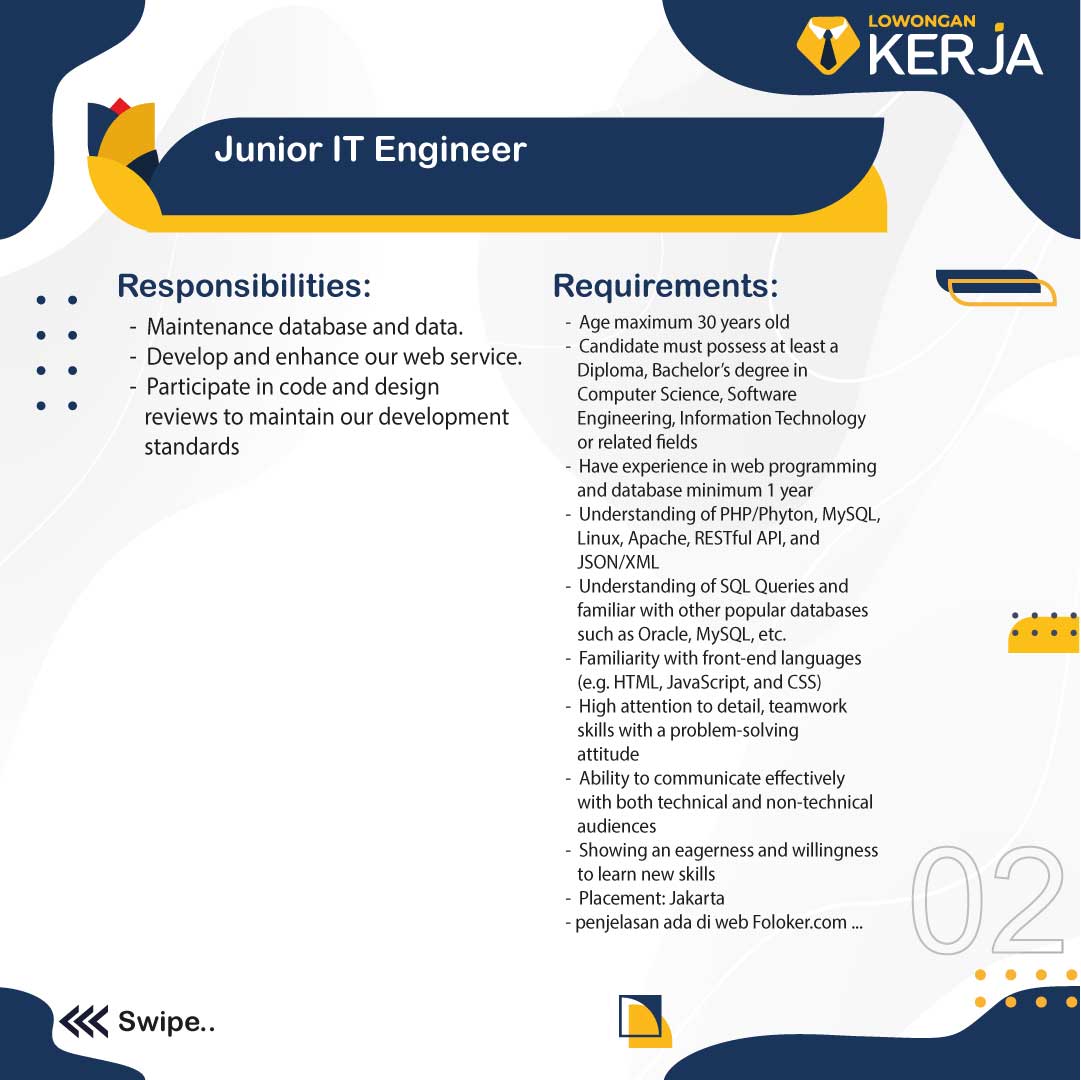 LOWONGAN
KERJA
Junior IT Engineer
Responsibilities:
- Maintenance database and data.
- Develop and enhance our web service.
- Participate in code and design
reviews to maintain our development
standards
Requirements:
- Age maximum 30 years old
- Candidate must possess at least a
Diploma, Bachelor’s degree in
Computer Science, Software
Engineering, Information Technology
or related fields
- Have experience in web programming
and database minimum 1 year
- Understanding of PHP/Phyton, MySQL,
Linux, Apache, RESTful API, and
JSON/XML
- Understanding of SQL Queries and
familiar with other popular databases
such as Oracle, MySQL, etc.
- Familiarity with front-end languages
(e.g. HTML, JavaScript, and CSS)
- High attention to detail, teamwork
skills with a problem-solving
attitude
- Ability to communicate effectively
with both technical and non-technical
audiences
- Showing an eagerness and willingness
to learn new skills
- Placement: Jakarta
- penjelasan ada di web Foloker.com ...
02
Swipe..